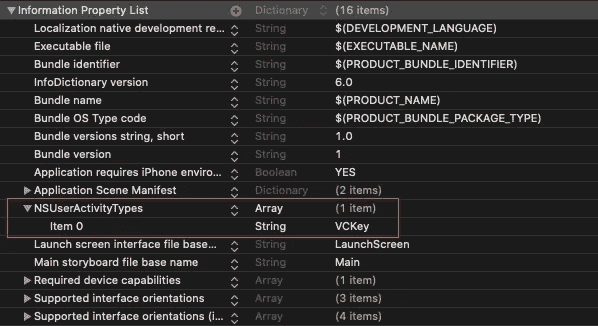 Information Property List Dictionary (16 items)
Localization native development re... String $(DEVELOPMENT_LANGUAGE)
Executable file String $(EXECUTABLE_NAME)
Bundle identifier String $(PRODUCT_BUNDLE_IDENTIFIER)
InfoDictionary version String 6.0
Bundle name String $(PRODUCT_NAME)
Bundle OS Type code String $(PRODUCT_BUNDLE_PACKAGE_TYPE)
Bundle versions string, short String 1.0
Bundle version String 1
Application requires iPhone enviro... Boolean YES
Application Scene Manifest Dictionary (2 items)
NSUserActivityTypes Array (1 item)
Item 0 String VCKey
Launch screen interface file base... String LaunchScreen
Main storyboard file base name String Main
Required device capabilities Array (1 item)
Supported interface orientations Array (3 items)
Supported interface orientations (i... Array (4 items)